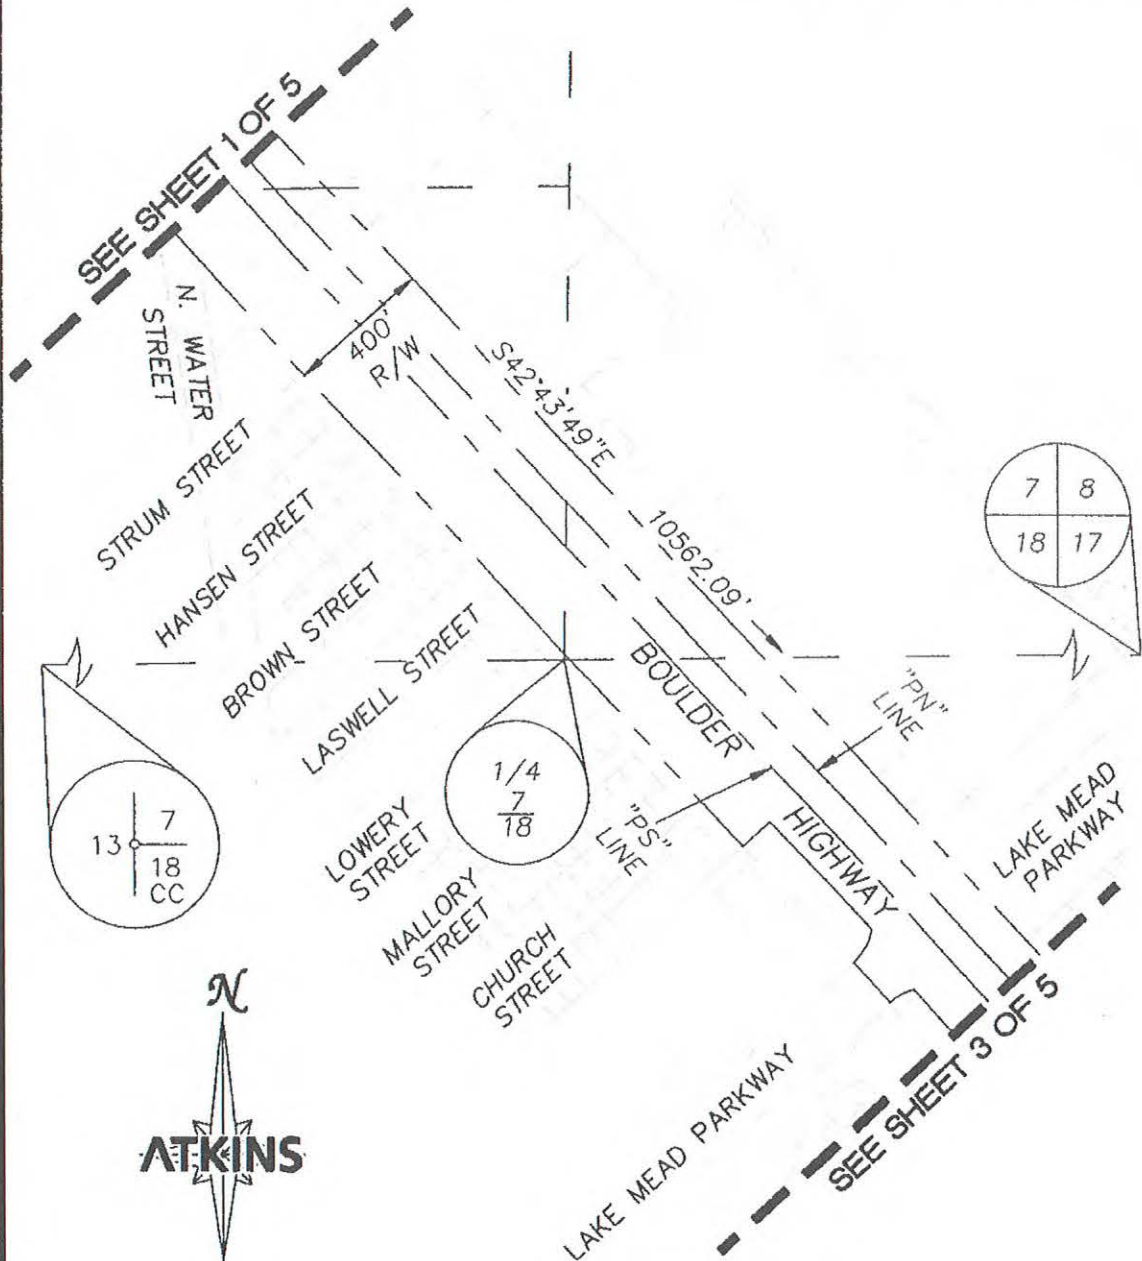 SEE SHEET 1 OF 5
N. WATER
STREET
400'
R/W
S42°43'49"E
10562.09'
STRUM STREET
HANSEN STREET
BROWN STREET
LASWELL STREET
LOWERY
STREET
MALLORY
STREET
CHURCH
STREET
7 8
18 17
13 7
18
CC
1/4
7
18
BOULDER
HIGHWAY
"PN"
LINE
"PS"
LINE
LAKE MEAD
PARKWAY
LAKE MEAD PARKWAY
SEE SHEET 3 OF 5
N
ATKINS